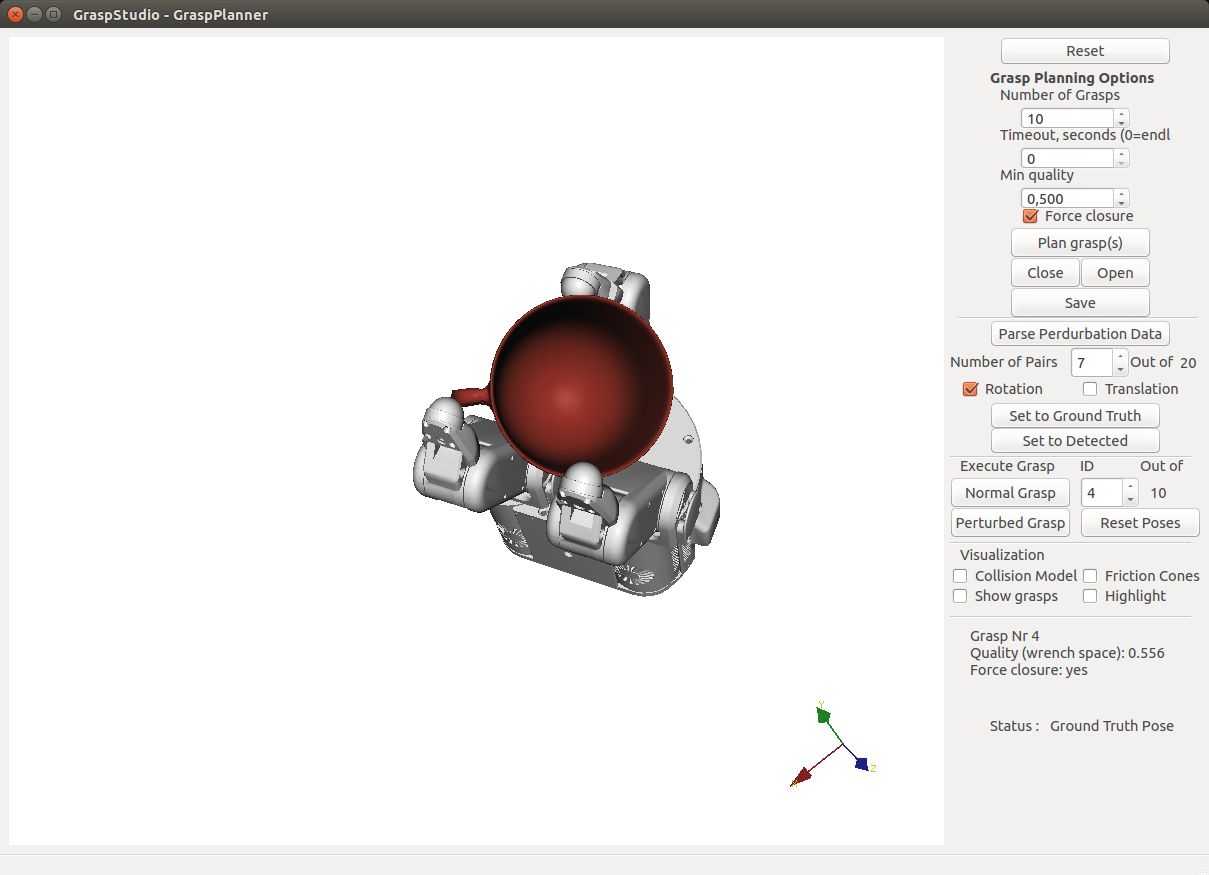 GraspStudio - GraspPlanner
Reset
Grasp Planning Options
Number of Grasps
10
Timeout, seconds (0=endl
0
Min quality
0,500
Force closure
Plan grasp(s)
Close Open
Save
Parse Perdurbation Data
Number of Pairs 7 Out of 20
Rotation Translation
Set to Ground Truth
Set to Detected
Execute Grasp ID Out of
Normal Grasp 4 10
Perturbed Grasp Reset Poses
Visualization
Collision Model Friction Cones
Show grasps Highlight
Grasp Nr 4
Quality (wrench space): 0.556
Force closure: yes
Status : Ground Truth Pose
Y
Z